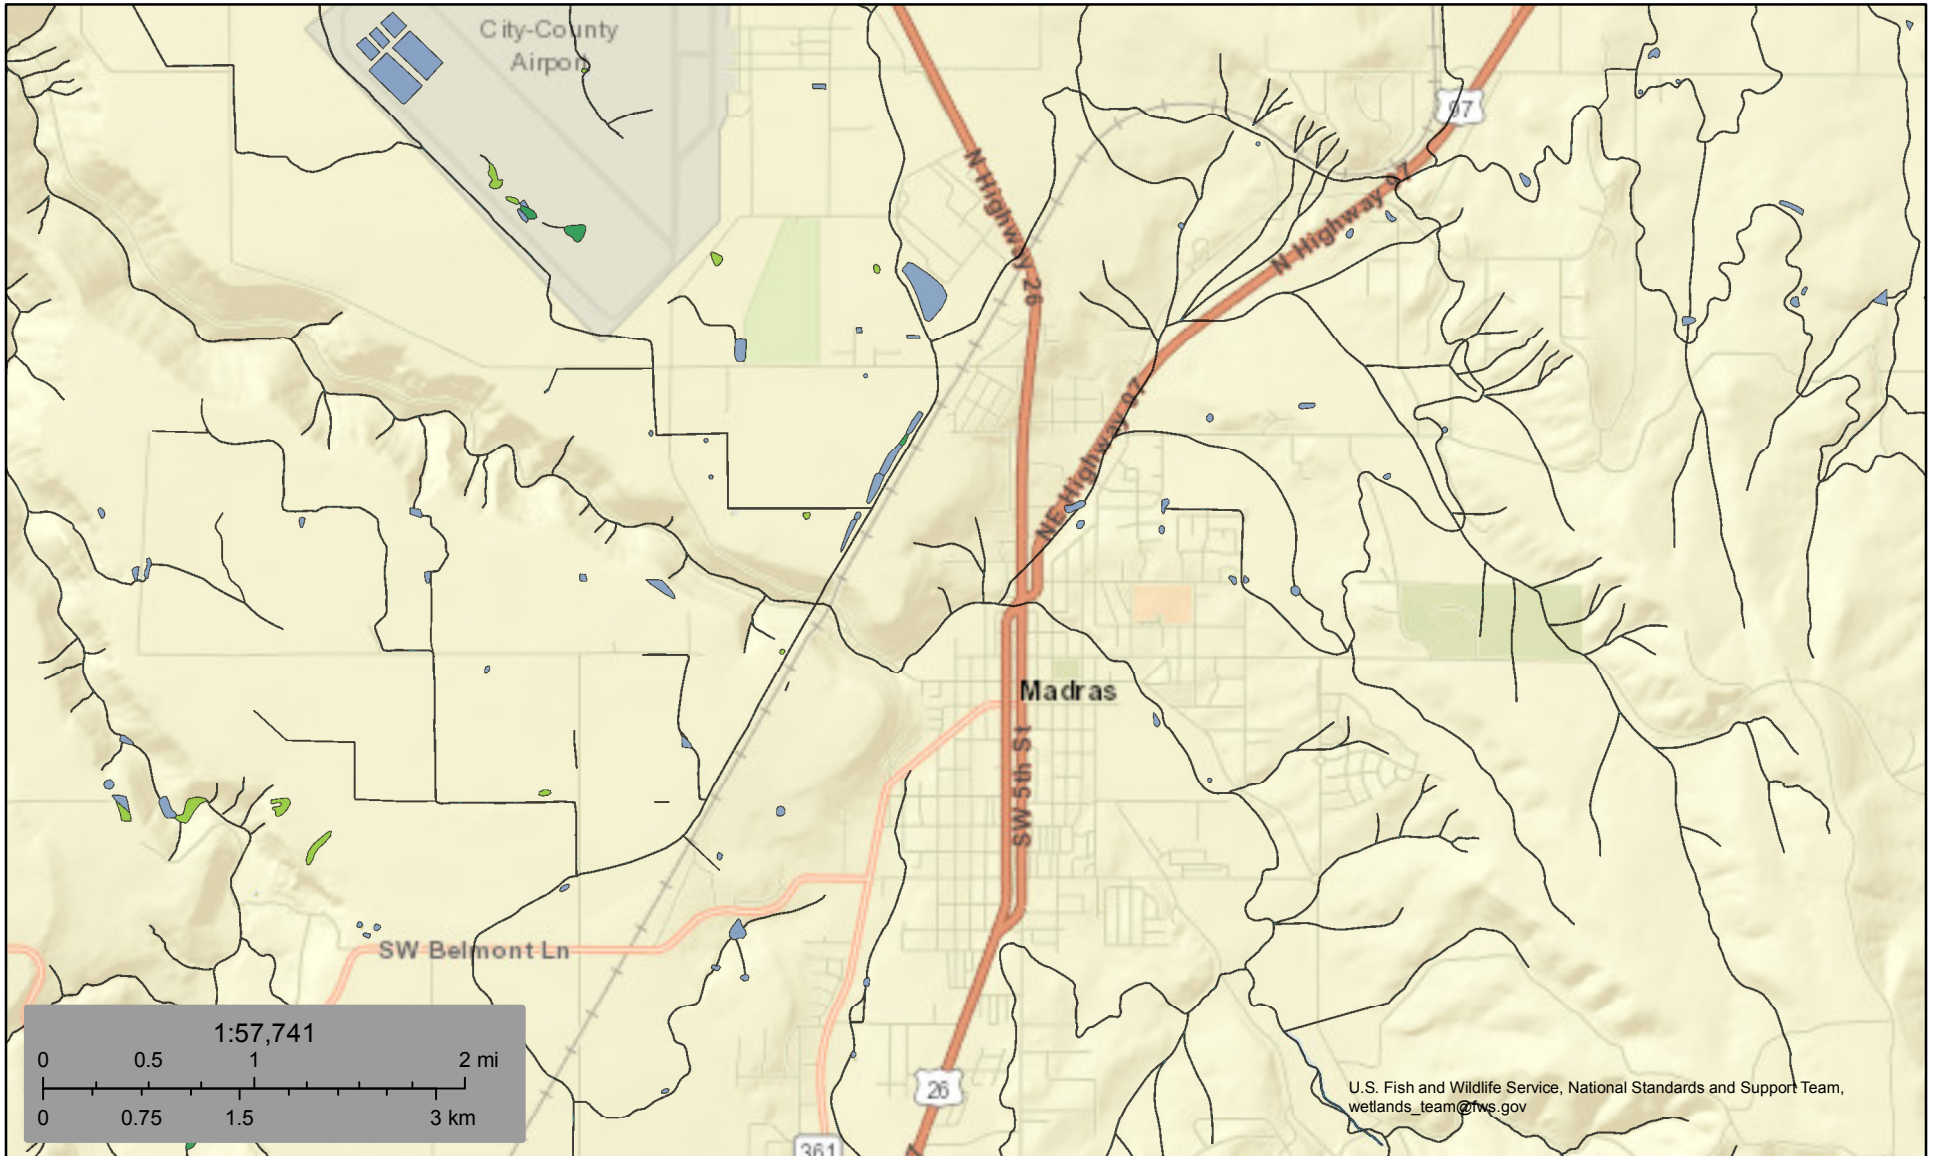 City-County
Airport
97
N Highway 26
N Highway 97
NE Highway 97
Madras
SW 5th St
SW Belmont Ln
1:57,741
0 0.5 1 2 mi
0 0.75 1.5 3 km
26
361
U.S. Fish and Wildlife Service, National Standards and Support Team,
wetlands_team@fws.gov